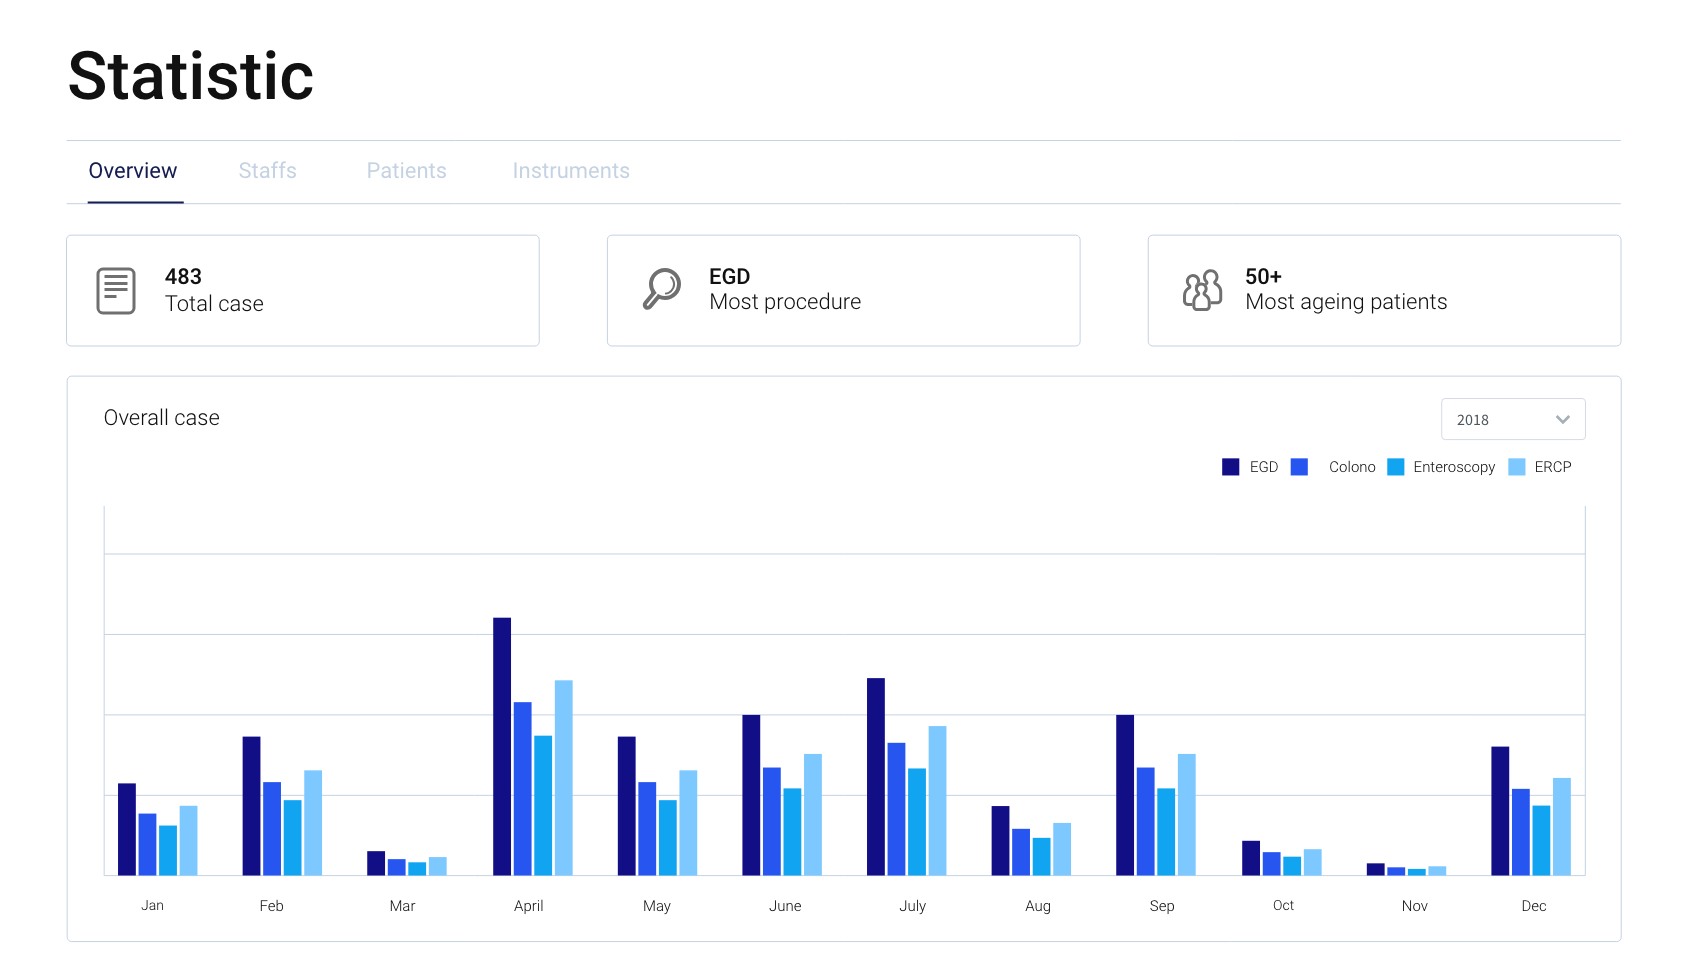 Statistic
Overview Staffs Patients Instruments
483
Total case
EGD
Most procedure
50+
Most ageing patients
Overall case
2018
EGD Colono Enteroscopy ERCP
Jan Feb Mar April May June July Aug Sep Oct Nov Dec